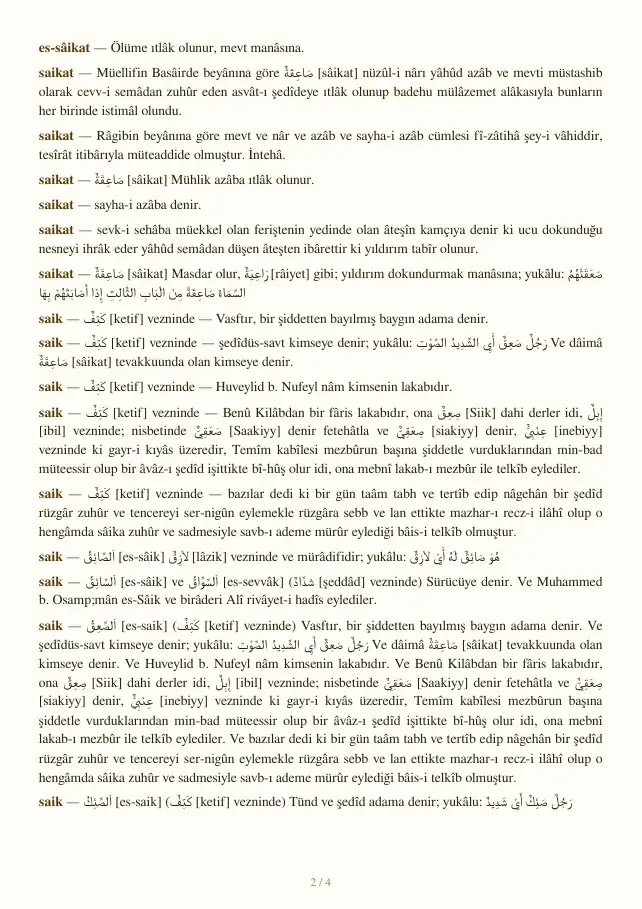 es-sâikat — Ölüme ıtlâk olunur, mevt manâsına.
saikat — Müellifin Basâirde beyânına göre صَاعِقَةٌ [sâikat] nüzûl-i nârı yâhûd azâb ve mevti müstashib
olarak cevv-i semâdan zuhûr eden asvât-ı şedîdeye ıtlâk olunup badehu mülâzemet alâkasıyla bunların
her birinde istimâl olundu.
saikat — Râgibin beyânına göre mevt ve nâr ve azâb ve sayha-i azâb cümlesi fî-zâtihâ şey-i vâhiddir,
tesîrât itibârıyla müteaddide olmuştur. İntehâ.
saikat — صَاعِقَةٌ [sâikat] Mühlik azâba ıtlâk olunur.
saikat — sayha-i azâba denir.
saikat — sevk-i sehâba müekkel olan feriştenin yedinde olan âteşîn kamçıya denir ki ucu dokunduğu
nesneyi ihrâk eder yâhûd semâdan düşen âteşten ibârettir ki yıldırım tabîr olunur.
saikat — صَاعِقَةٌ [sâikat] Masdar olur, رَاعِيَةٌ [râiyet] gibi; yıldırım dokundurmak manâsına; yukâlu: صَعَقَتْهُمُ
السَّمَاءُ صَاعِقَةً مِنَ الْبَابِ الثَّالِثِ إِذَا أَصَابَتْهُمْ بِهَا
saik — كَتِفٌ [ketif] vezninde — Vasftır, bir şiddetten bayılmış baygın adama denir.
saik — كَتِفٌ [ketif] vezninde — şedîdüs-savt kimseye denir; yukâlu: رَجُلٌ صَعِقٌ أَيِ الشَّدِيدُ الصَّوْتِ Ve dâimâ
صَاعِقَةٌ [sâikat] tevakkuunda olan kimseye denir.
saik — كَتِفٌ [ketif] vezninde — Huveylid b. Nufeyl nâm kimsenin lakabıdır.
saik — كَتِفٌ [ketif] vezninde — Benû Kilâbdan bir fâris lakabıdır, ona صِعِقٌ [Siik] dahi derler idi, إِبِلٌ
[ibil] vezninde; nisbetinde صَعَقِيٌّ [Saakiyy] denir fetehâtla ve صِعَقِيٌّ [siakiyy] denir, عِنَبِيٌّ [inebiyy]
vezninde ki gayr-i kıyâs üzeredir, Temîm kabîlesi mezbûrun başına şiddetle vurduklarından min-bad
müteessir olup bir âvâz-ı şedîd işittikte bî-hûş olur idi, ona mebnî lakab-ı mezbûr ile telkîb eylediler.
saik — كَتِفٌ [ketif] vezninde — bazılar dedi ki bir gün taâm tabh ve tertîb edip nâgehân bir şedîd
rüzgâr zuhûr ve tencereyi ser-nigûn eylemekle rüzgâra sebb ve lan ettikte mazhar-ı recz-i ilâhî olup o
hengâmda sâika zuhûr ve sadmesiyle savb-ı ademe mürûr eylediği bâis-i telkîb olmuştur.
saik — اَلصَّائِقُ [es-sâik] لَازِقٌ [lâzik] vezninde ve mürâdifidir; yukâlu: هُوَ صَائِقٌ لَهُ أَيْ لَازِقٌ
saik — اَلسَّائِقُ [es-sâik] ve اَلسَّوَّاقُ [es-sevvâk] (شَدَّادٌ [şeddâd] vezninde) Sürücüye denir. Ve Muhammed
b. Osamp;mân es-Sâik ve birâderi Alî rivâyet-i hadîs eylediler.
saik — اَلصَّعِقُ [es-saik] (كَتِفٌ [ketif] vezninde) Vasftır, bir şiddetten bayılmış baygın adama denir. Ve
şedîdüs-savt kimseye denir; yukâlu: رَجُلٌ صَعِقٌ أَيِ الشَّدِيدُ الصَّوْتِ Ve dâimâ صَاعِقَةٌ [sâikat] tevakkuunda olan
kimseye denir. Ve Huveylid b. Nufeyl nâm kimsenin lakabıdır. Ve Benû Kilâbdan bir fâris lakabıdır,
ona صِعِقٌ [Siik] dahi derler idi, إِبِلٌ [ibil] vezninde; nisbetinde صَعَقِيٌّ [Saakiyy] denir fetehâtla ve صِعَقِيٌّ
[siakiyy] denir, عِنَبِيٌّ [inebiyy] vezninde ki gayr-i kıyâs üzeredir, Temîm kabîlesi mezbûrun başına
şiddetle vurduklarından min-bad müteessir olup bir âvâz-ı şedîd işittikte bî-hûş olur idi, ona mebnî
lakab-ı mezbûr ile telkîb eylediler. Ve bazılar dedi ki bir gün taâm tabh ve tertîb edip nâgehân bir şedîd
rüzgâr zuhûr ve tencereyi ser-nigûn eylemekle rüzgâra sebb ve lan ettikte mazhar-ı recz-i ilâhî olup o
hengâmda sâika zuhûr ve sadmesiyle savb-ı ademe mürûr eylediği bâis-i telkîb olmuştur.
saik — اَلصَّئِكُ [es-saik] (كَتِفٌ [ketif] vezninde) Tünd ve şedîd adama denir; yukâlu: رَجُلٌ صَئِكٌ أَيْ شَدِيدٌ
2 / 4